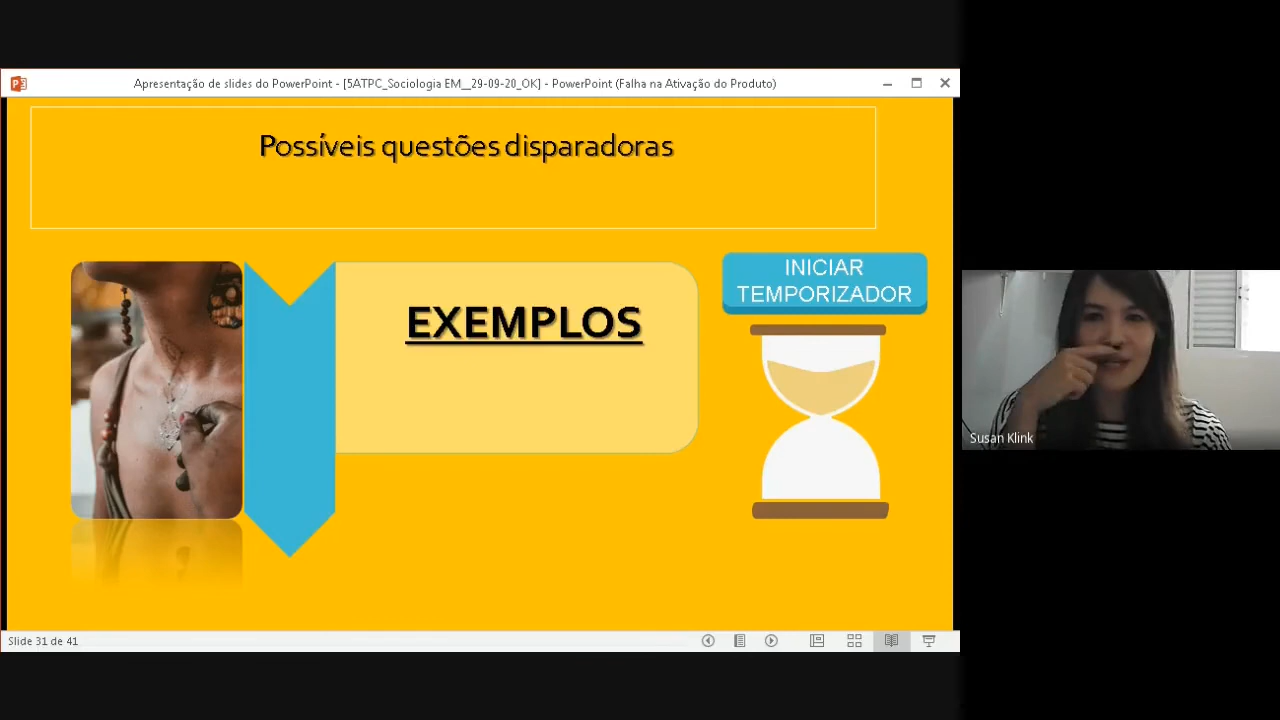 Apresentação de slides do PowerPoint - [5ATPC_Sociologia EM__29-09-20_OK] - PowerPoint (Falha na Ativação do Produto)
Possíveis questões disparadoras
EXEMPLOS
INICIAR
TEMPORIZADOR
Susan Klink
Slide 31 de 41